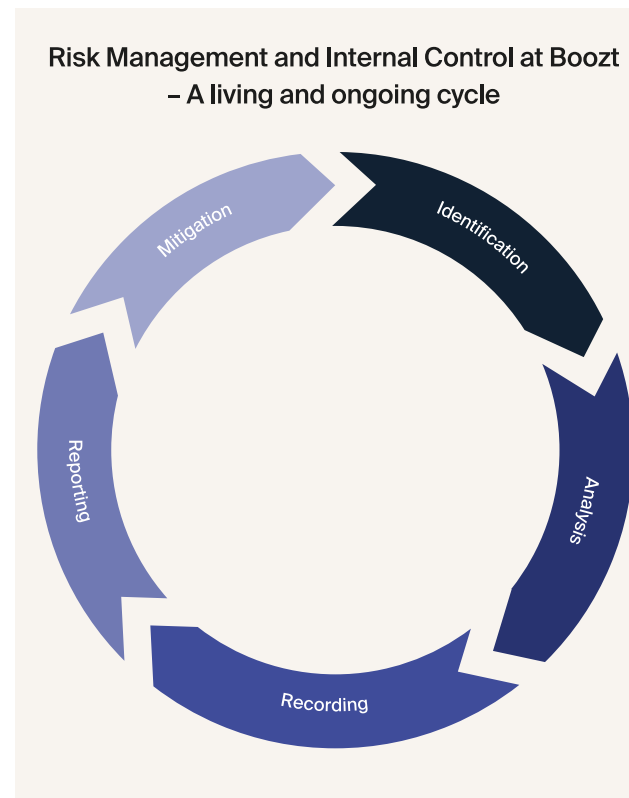 Risk Management and Internal Control at Boozt
– A living and ongoing cycle
Identification
Analysis
Recording
Reporting
Mitigation